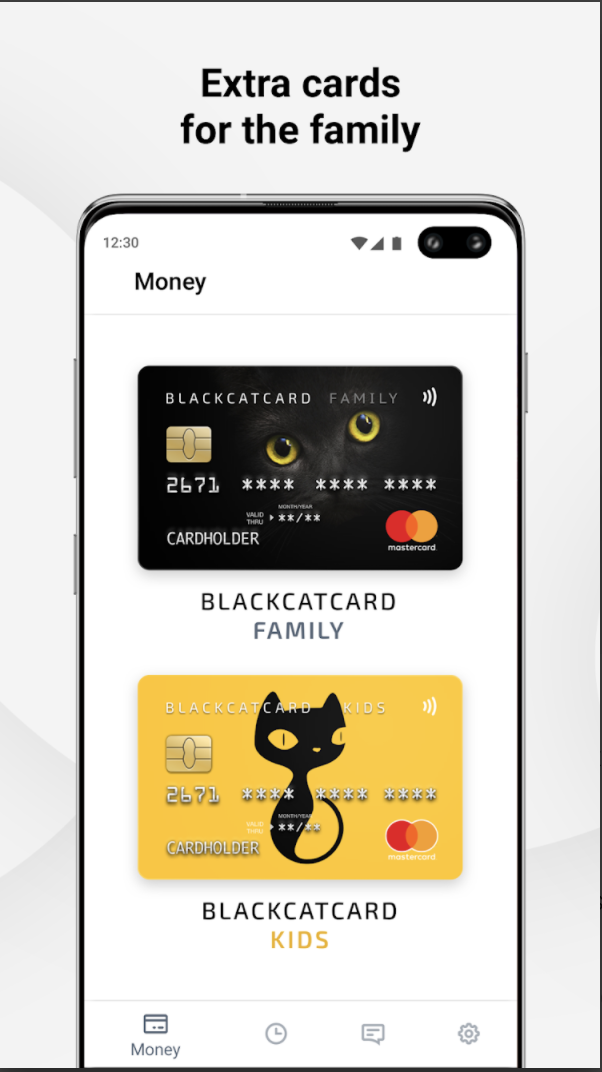 Extra cards
for the family
12:30
Money
BLACKCATCARD FAMILY
2671 **** **** ****
MONTH/YEAR
VALID THRU **/**
CARDHOLDER
mastercard
BLACKCATCARD
FAMILY
BLACKCATCARD KIDS
2671 **** **** ****
MONTH/YEAR
VALID THRU **/**
CARDHOLDER
mastercard
BLACKCATCARD
KIDS
Money